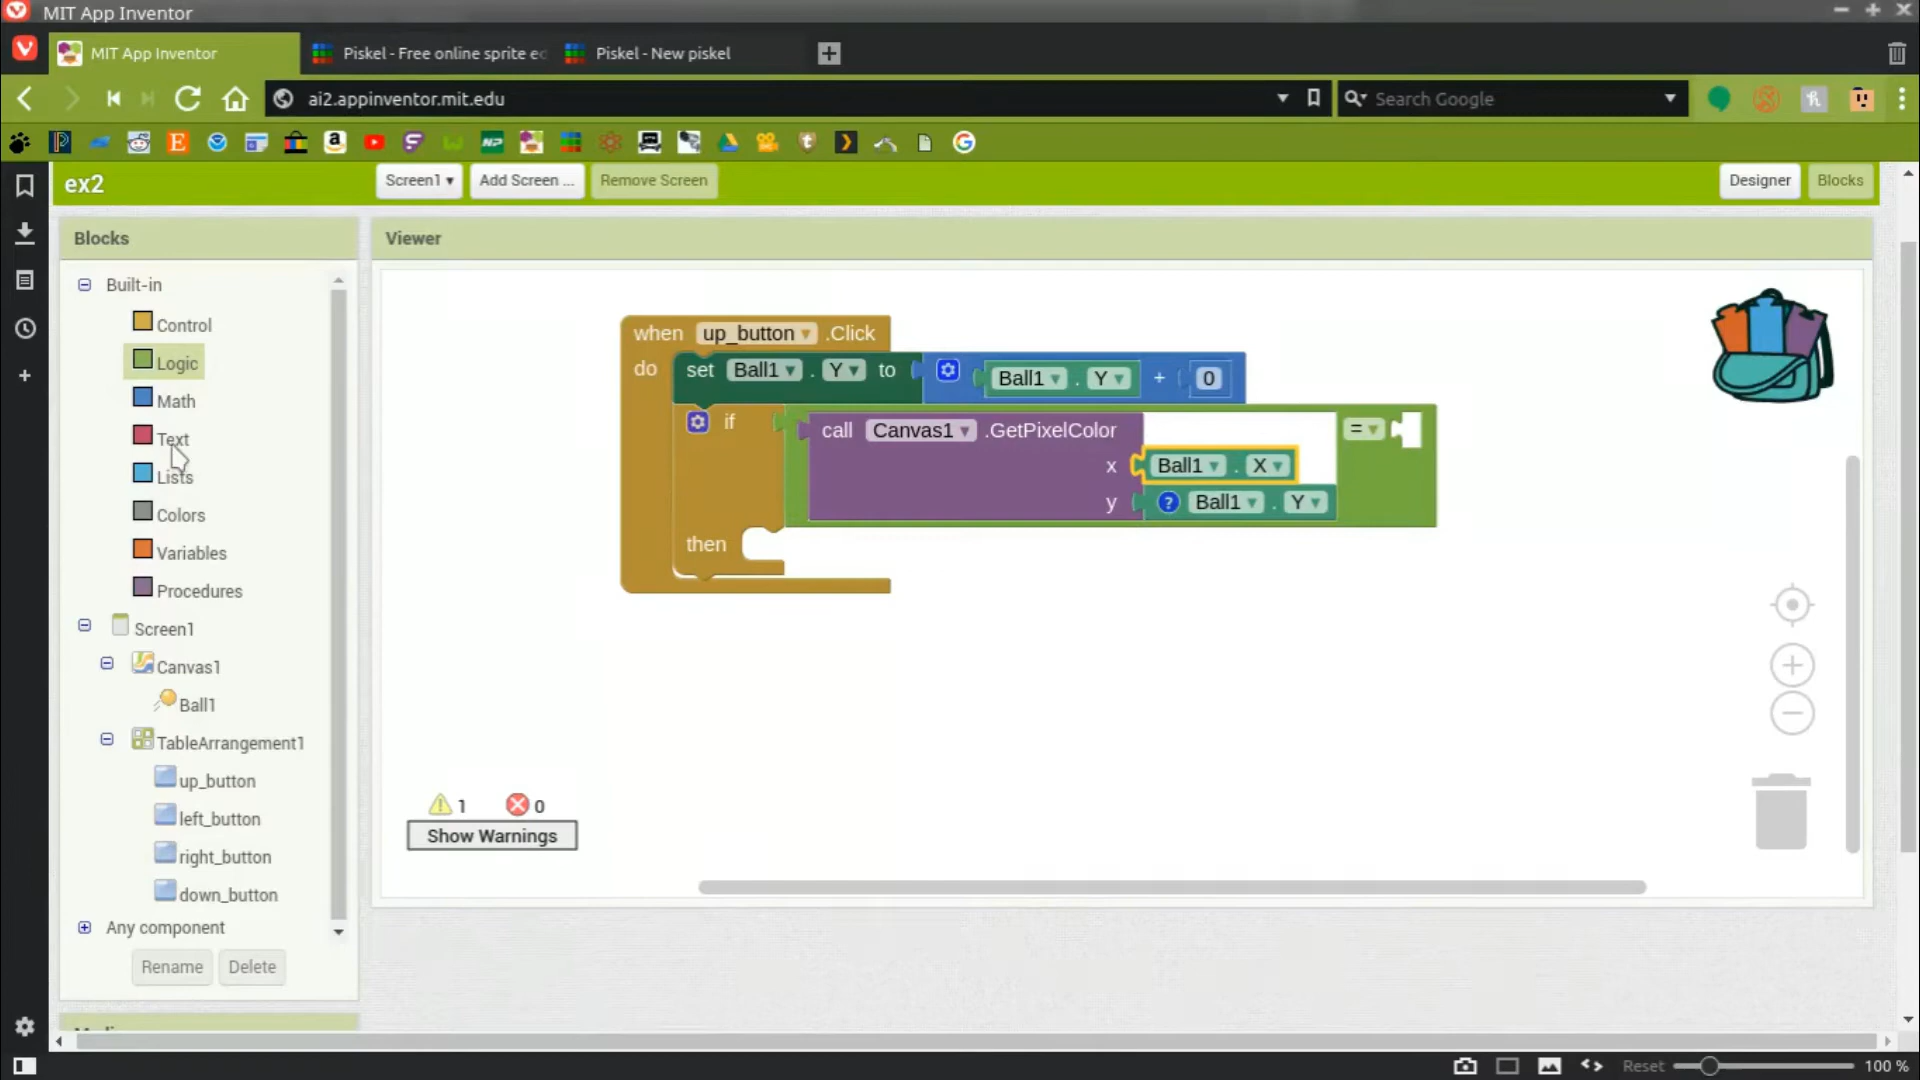 MIT App Inventor
MIT App Inventor
Piskel - Free online sprite ec
Piskel - New piskel
ai2.appinventor.mit.edu
Search Google
ex2
Screen1
Add Screen ...
Remove Screen
Designer
Blocks
Blocks
Viewer
Built-in
Control
Logic
Math
Text
Lists
Colors
Variables
Procedures
Screen1
Canvas1
Ball1
TableArrangement1
up_button
left_button
right_button
down_button
Any component
Rename
Delete
when up_button .Click
do set Ball1 . Y to Ball1 . Y + 0
if call Canvas1 .GetPixelColor =
x Ball1 . X
y ? Ball1 . Y
then
1 0
Show Warnings
Reset 100 %